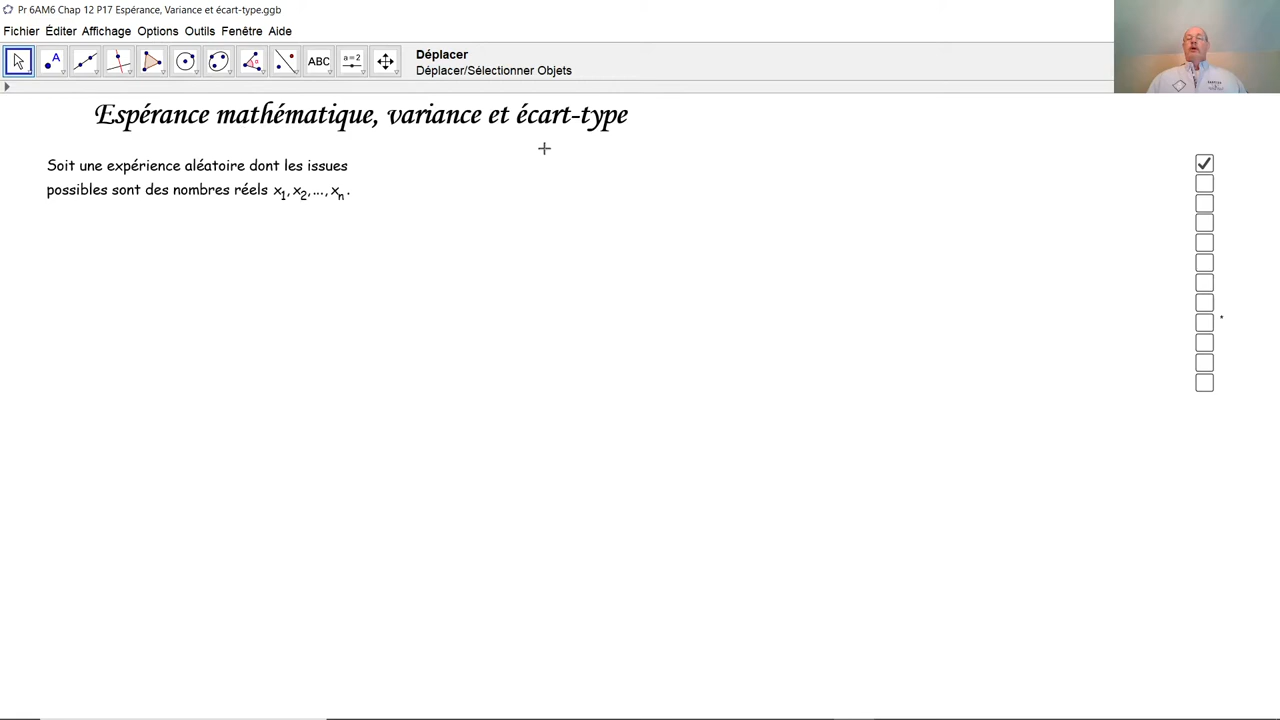 Pr 6AM6 Chap 12 P17 Espérance, Variance et écart-type.ggb
Fichier Éditer Affichage Options Outils Fenêtre Aide
A
ABC
a=2
Déplacer
Déplacer/Sélectionner Objets
Espérance mathématique, variance et écart-type
Soit une expérience aléatoire dont les issues
possibles sont des nombres réels x₁, x₂, ..., xₙ .